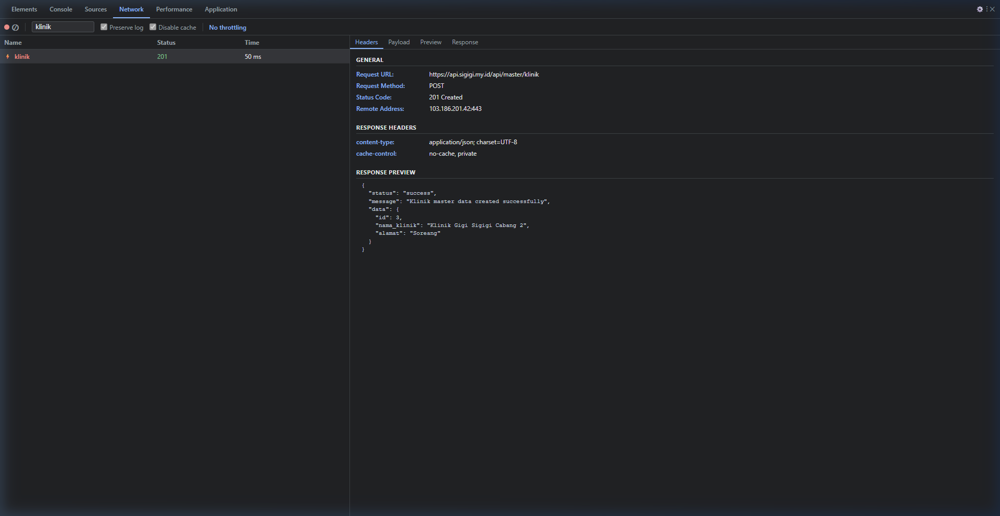 Elements Console Sources Network Performance Application
klinik Preserve log Disable cache No throttling
Name Status Time
klinik 201 50 ms
Headers Payload Preview Response
GENERAL
Request URL: https://api.sigigi.my.id/api/master/klinik
Request Method: POST
Status Code: 201 Created
Remote Address: 103.186.201.42:443
RESPONSE HEADERS
content-type: application/json; charset=UTF-8
cache-control: no-cache, private
RESPONSE PREVIEW
{
"status": "success",
"message": "Klinik master data created successfully",
"data": {
"id": 3,
"nama_klinik": "Klinik Gigi Sigigi Cabang 2",
"alamat": "Soreang"
}
}